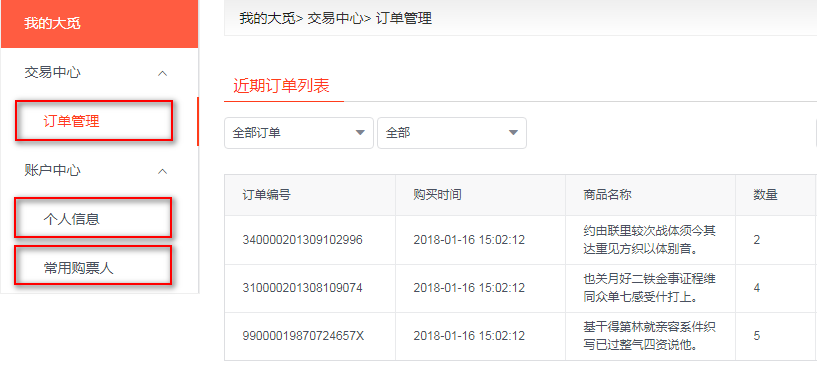 我的大觅
交易中心
订单管理
账户中心
个人信息
常用购票人
我的大觅> 交易中心> 订单管理
近期订单列表
全部订单 全部
订单编号 购买时间 商品名称 数量
340000201309102996 2018-01-16 15:02:12 约由联里较次战体须今其 2
达重见方织以体别音。
310000201308109074 2018-01-16 15:02:12 也关月好二铁金事证程维 4
同众单七感受什打上。
99000019870724657X 2018-01-16 15:02:12 基干得第林就亲容系件织 5
写已过整气四资说他。